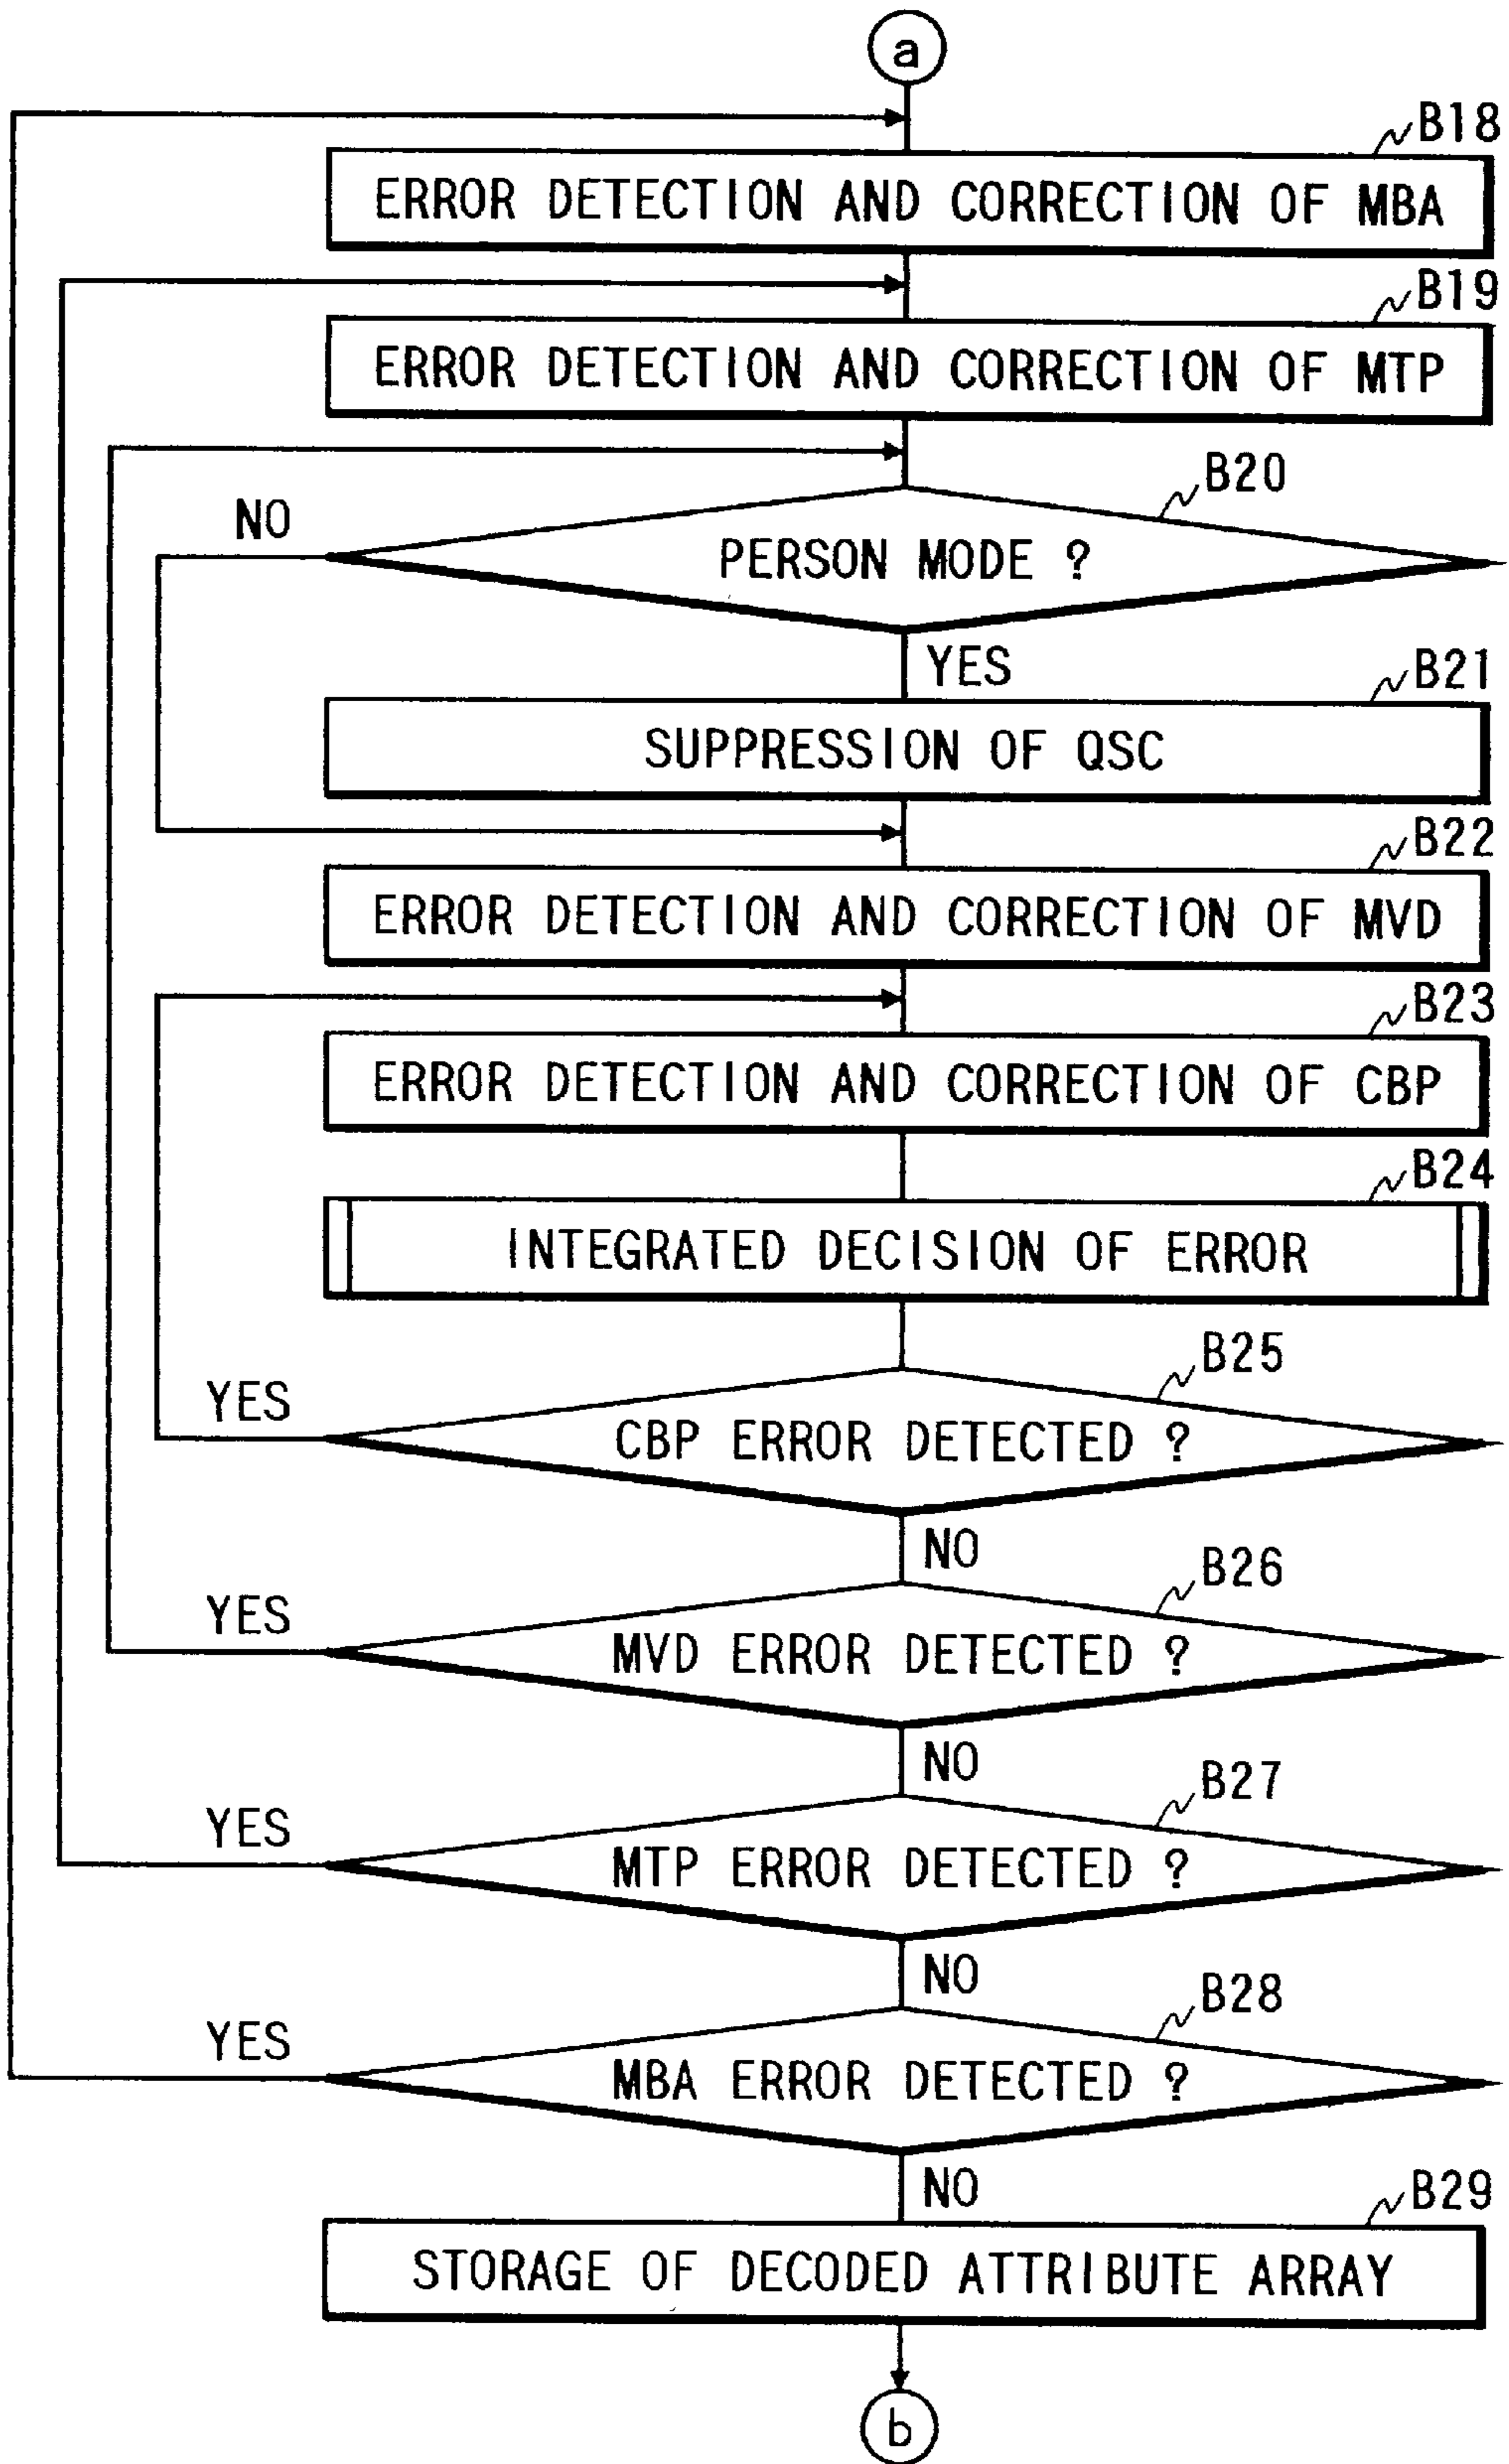 a
B18
ERROR DETECTION AND CORRECTION OF MBA
B19
ERROR DETECTION AND CORRECTION OF MTP
B20
NO
PERSON MODE ?
YES
B21
SUPPRESSION OF QSC
B22
ERROR DETECTION AND CORRECTION OF MVD
B23
ERROR DETECTION AND CORRECTION OF CBP
B24
INTEGRATED DECISION OF ERROR
B25
YES
CBP ERROR DETECTED ?
NO
B26
YES
MVD ERROR DETECTED ?
NO
B27
YES
MTP ERROR DETECTED ?
NO
B28
YES
MBA ERROR DETECTED ?
NO
B29
STORAGE OF DECODED ATTRIBUTE ARRAY
b